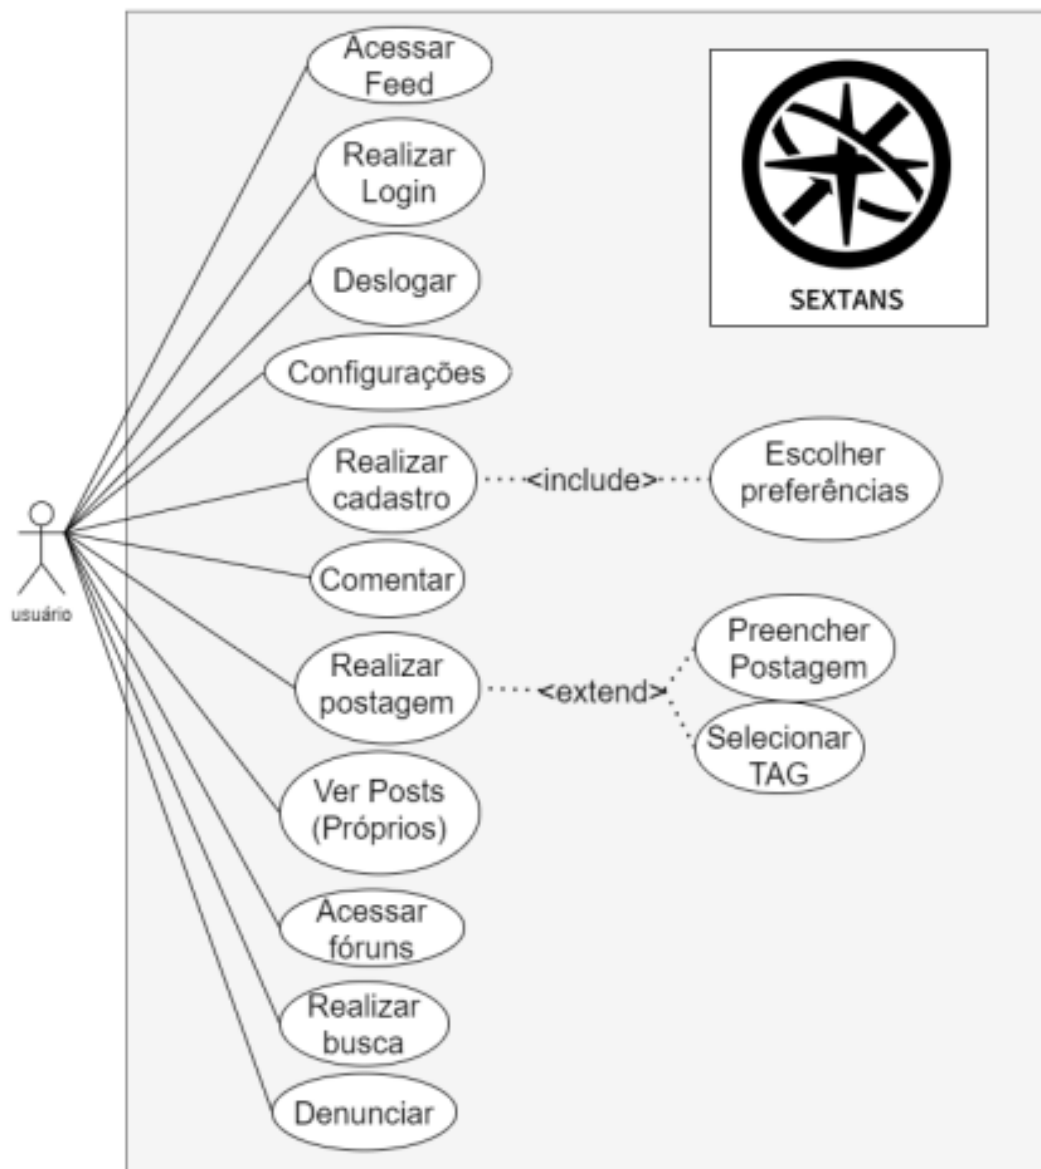 Acessar
Feed
Realizar
Login
SEXTANS
Deslogar
Configurações
Realizar
cadastro
<include>
Escolher
preferências
usuário
Comentar
Realizar
postagem
<extend>
Preencher
Postagem
Selecionar
TAG
Ver Posts
(Próprios)
Acessar
fóruns
Realizar
busca
Denunciar